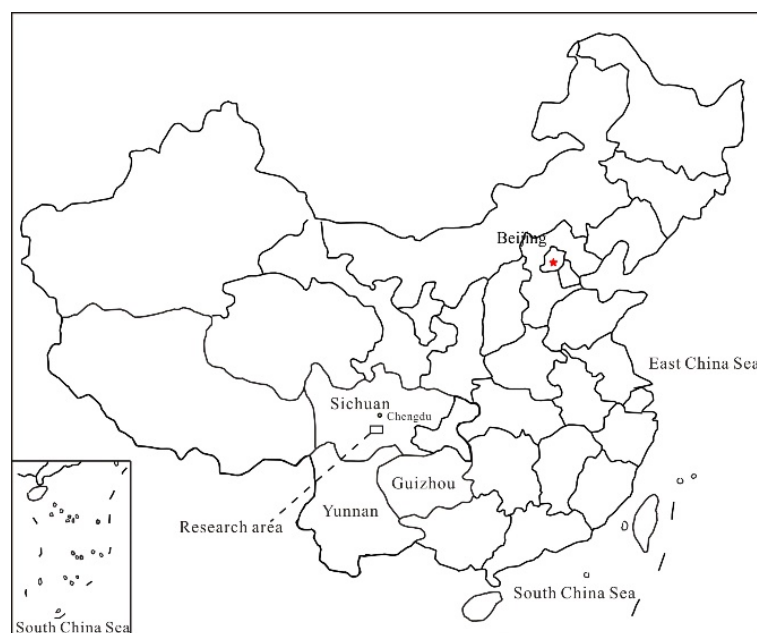 Beijing
East China Sea
Sichuan
Chengdu
Guizhou
Research area
Yunnan
South China Sea
South China Sea